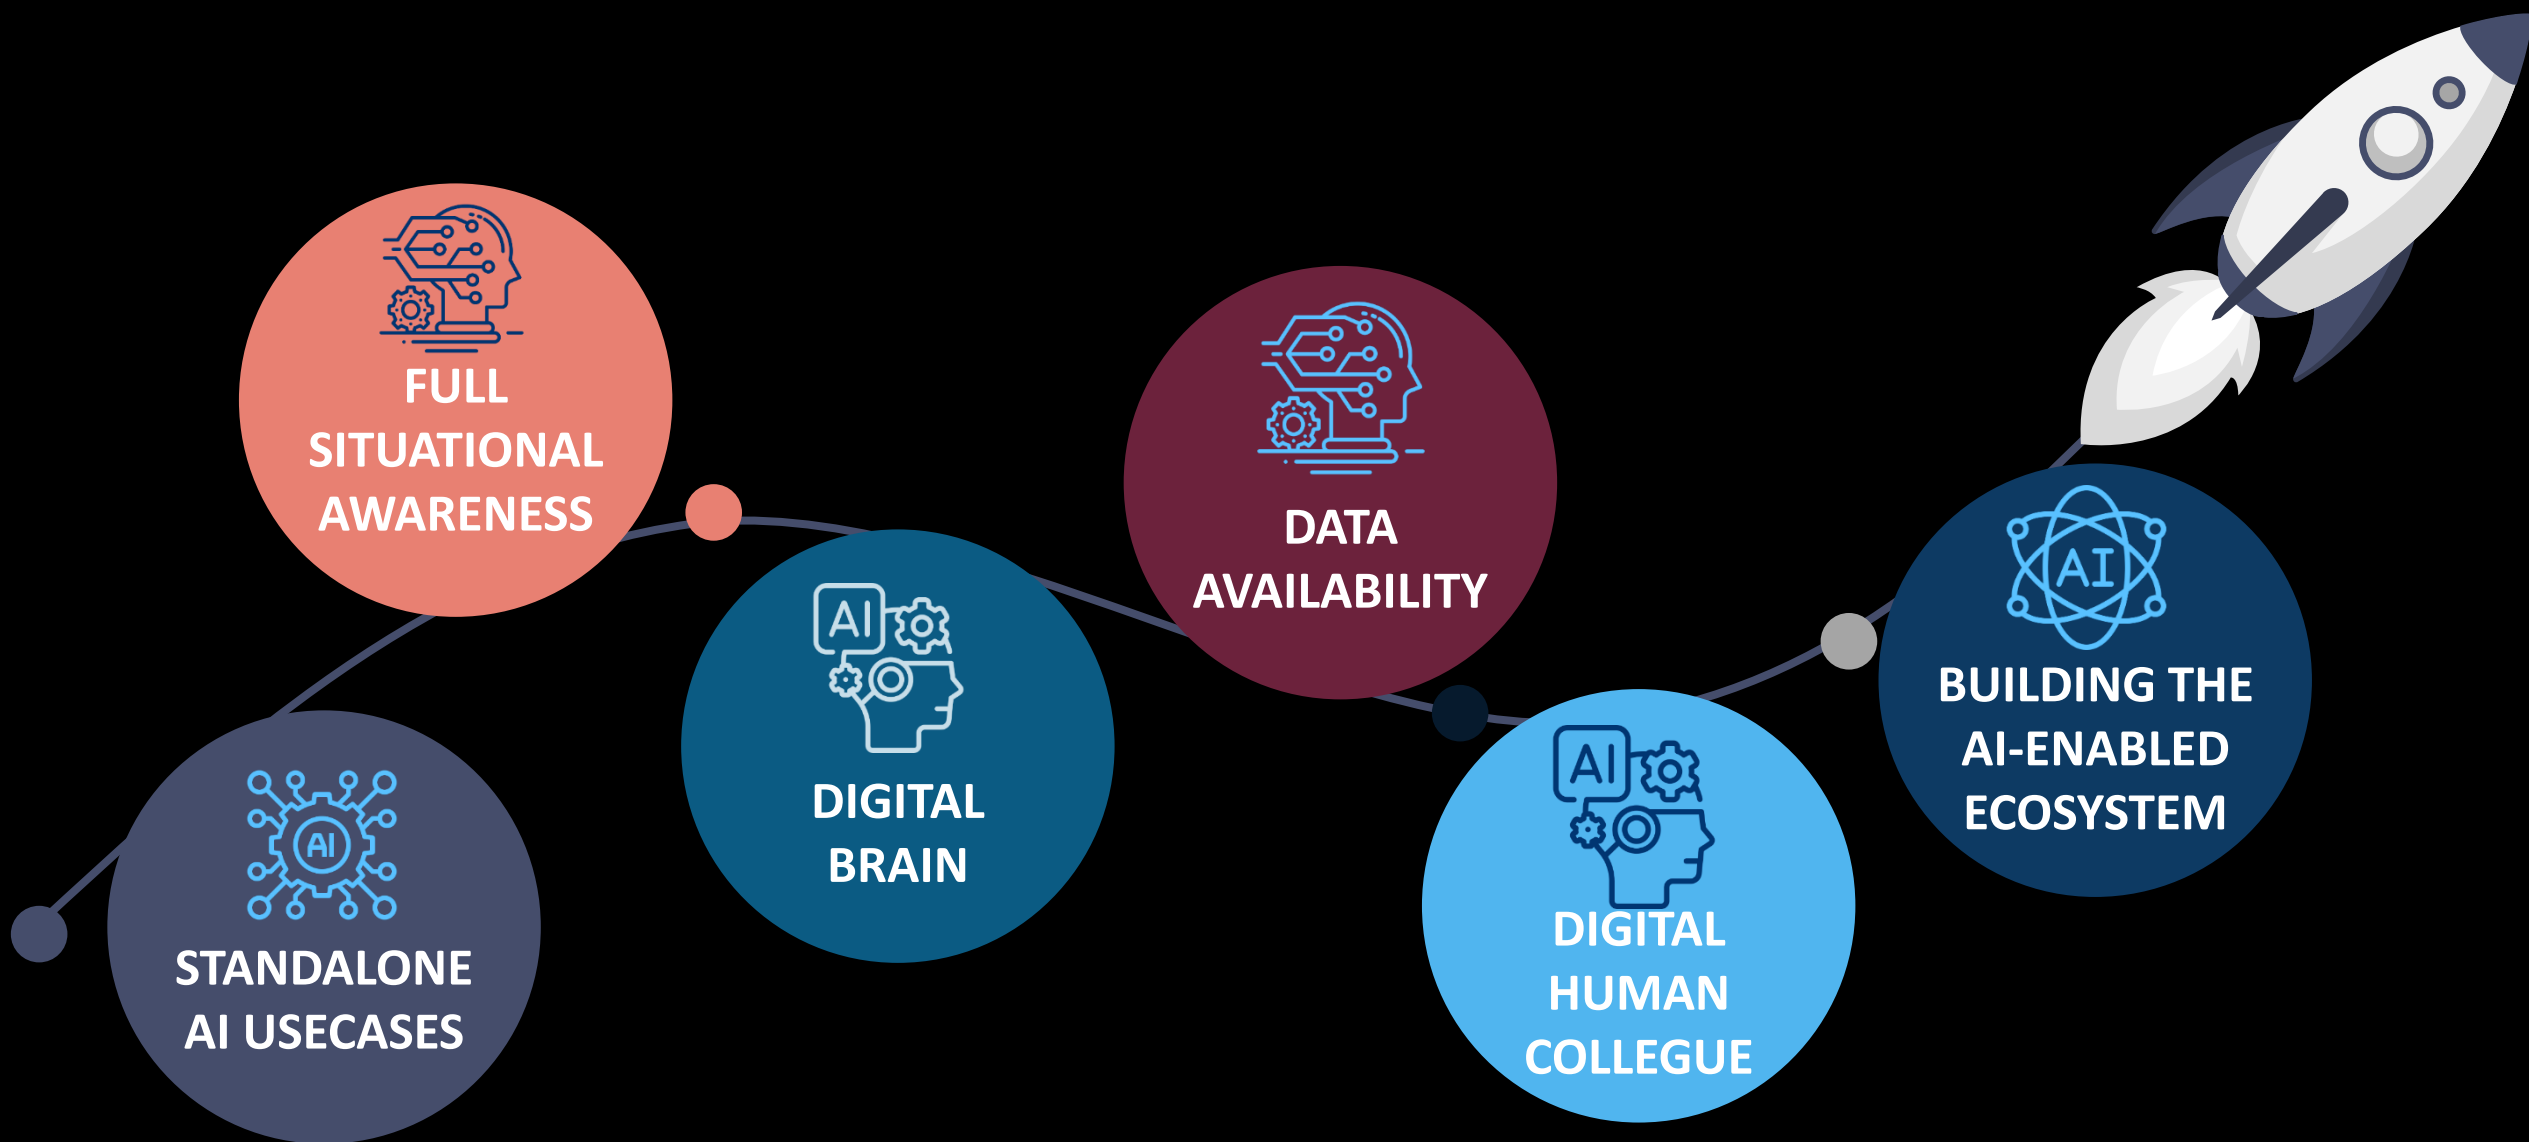 FULL
SITUATIONAL
AWARENESS
AI
STANDALONE
AI USECASES
AI
DIGITAL
BRAIN
DATA
AVAILABILITY
AI
DIGITAL
HUMAN
COLLEGUE
AI
BUILDING THE
AI-ENABLED
ECOSYSTEM